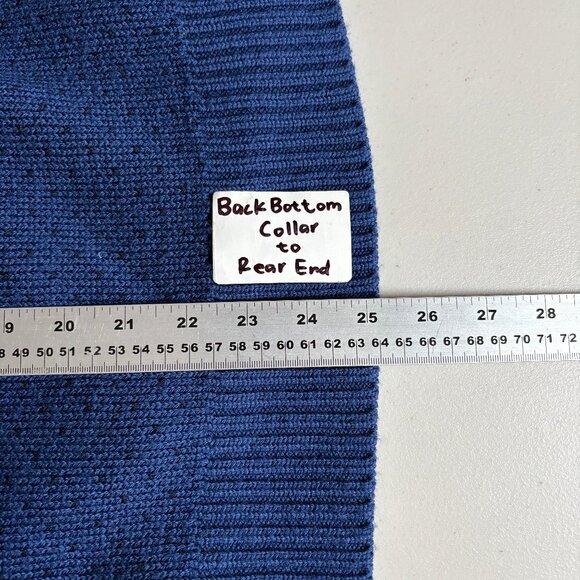 Back Bottom
Collar
to
Rear End
9 20 21 22 23 24 25 26 27 28
8 49 50 51 52 53 54 55 56 57 58 59 60 61 62 63 64 65 66 67 68 69 70 71 72